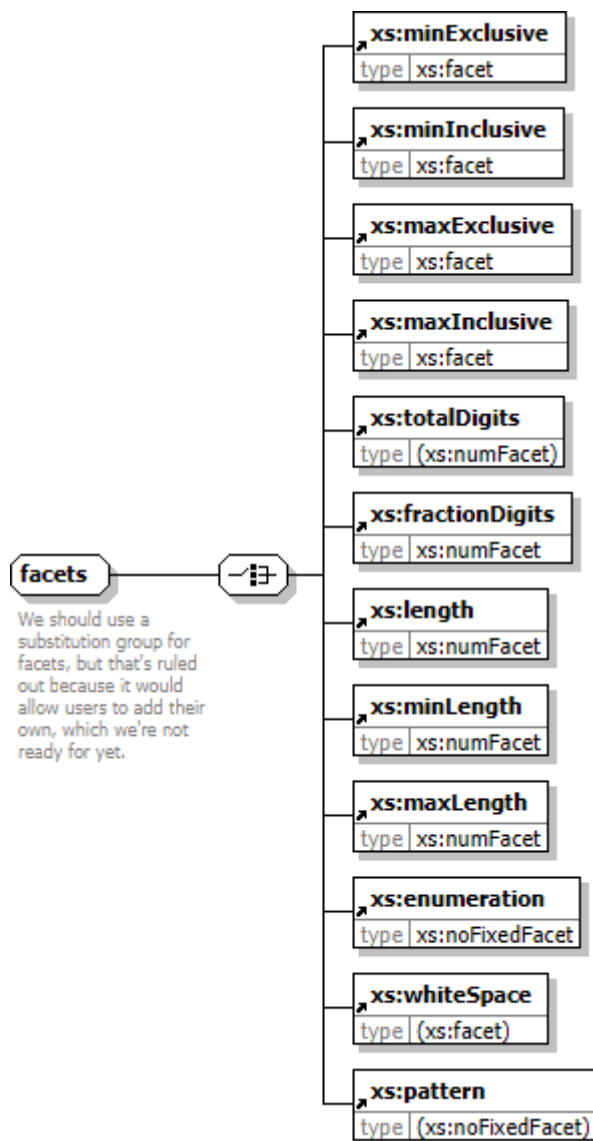 xs:minExclusive
type xs:facet
xs:minInclusive
type xs:facet
xs:maxExclusive
type xs:facet
xs:maxInclusive
type xs:facet
xs:totalDigits
type (xs:numFacet)
xs:fractionDigits
type xs:numFacet
facets
We should use a
substitution group for
facets, but that's ruled
out because it would
allow users to add their
own, which we're not
ready for yet.
xs:length
type xs:numFacet
xs:minLength
type xs:numFacet
xs:maxLength
type xs:numFacet
xs:enumeration
type xs:noFixedFacet
xs:whiteSpace
type (xs:facet)
xs:pattern
type (xs:noFixedFacet)